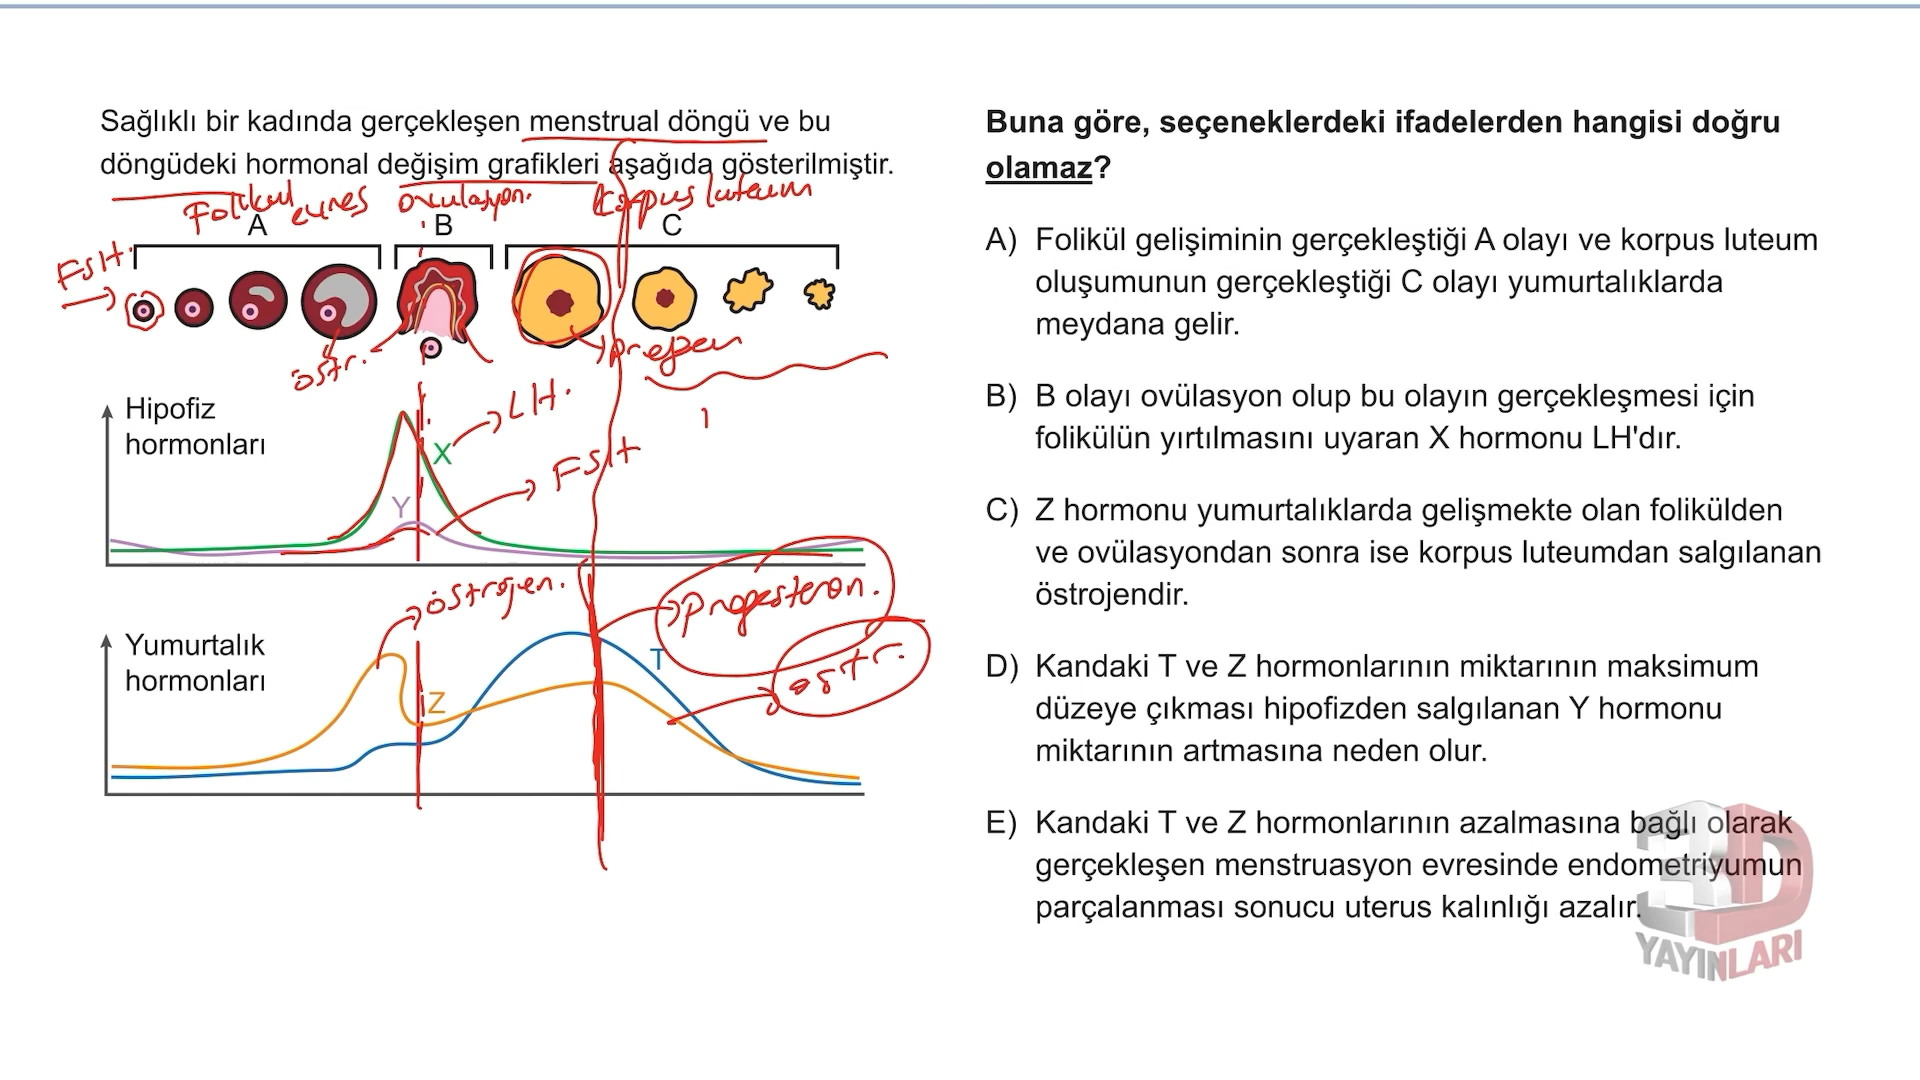 Sağlıklı bir kadında gerçekleşen menstrual döngü ve bu
döngüdeki hormonal değişim grafikleri aşağıda gösterilmiştir.
Folikül evres
ovulasyon.
Korpus luteum
A
B
C
FSH.
östr.
Hipofiz
hormonları
X
LH.
Y
FSH
Yumurtalık
hormonları
östrojen.
Progesteron.
T
Z
östr.
Buna göre, seçeneklerdeki ifadelerden hangisi doğru
olamaz?
A) Folikül gelişiminin gerçekleştiği A olayı ve korpus luteum
oluşumunun gerçekleştiği C olayı yumurtalıklarda
meydana gelir.
B) B olayı ovülasyon olup bu olayın gerçekleşmesi için
folikülün yırtılmasını uyaran X hormonu LH'dır.
C) Z hormonu yumurtalıklarda gelişmekte olan folikülden
ve ovülasyondan sonra ise korpus luteumdan salgılanan
östrojendir.
D) Kandaki T ve Z hormonlarının miktarının maksimum
düzeye çıkması hipofizden salgılanan Y hormonu
miktarının artmasına neden olur.
E) Kandaki T ve Z hormonlarının azalmasına bağlı olarak
gerçekleşen menstruasyon evresinde endometriyumun
parçalanması sonucu uterus kalınlığı azalır.
3D
YAYINLARI